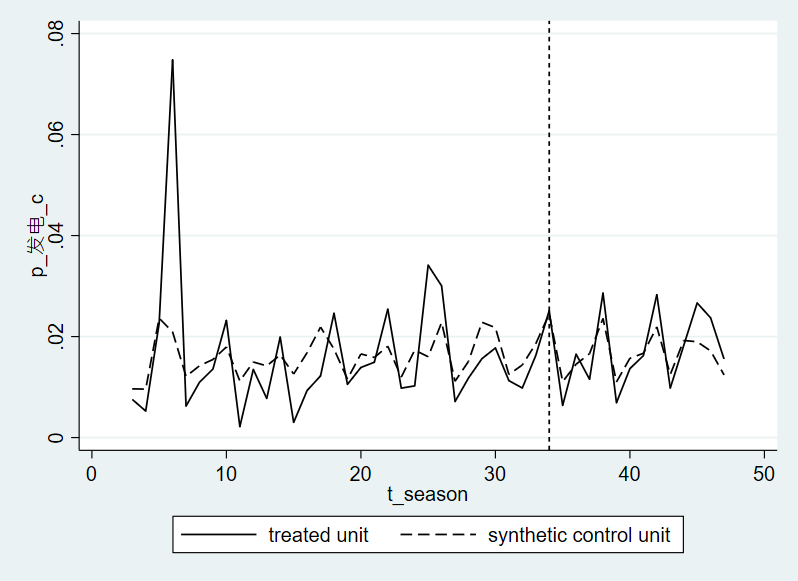 .08
.06
.04
.02
0
p_发电_c
0 10 20 30 40 50
t_season
treated unit synthetic control unit